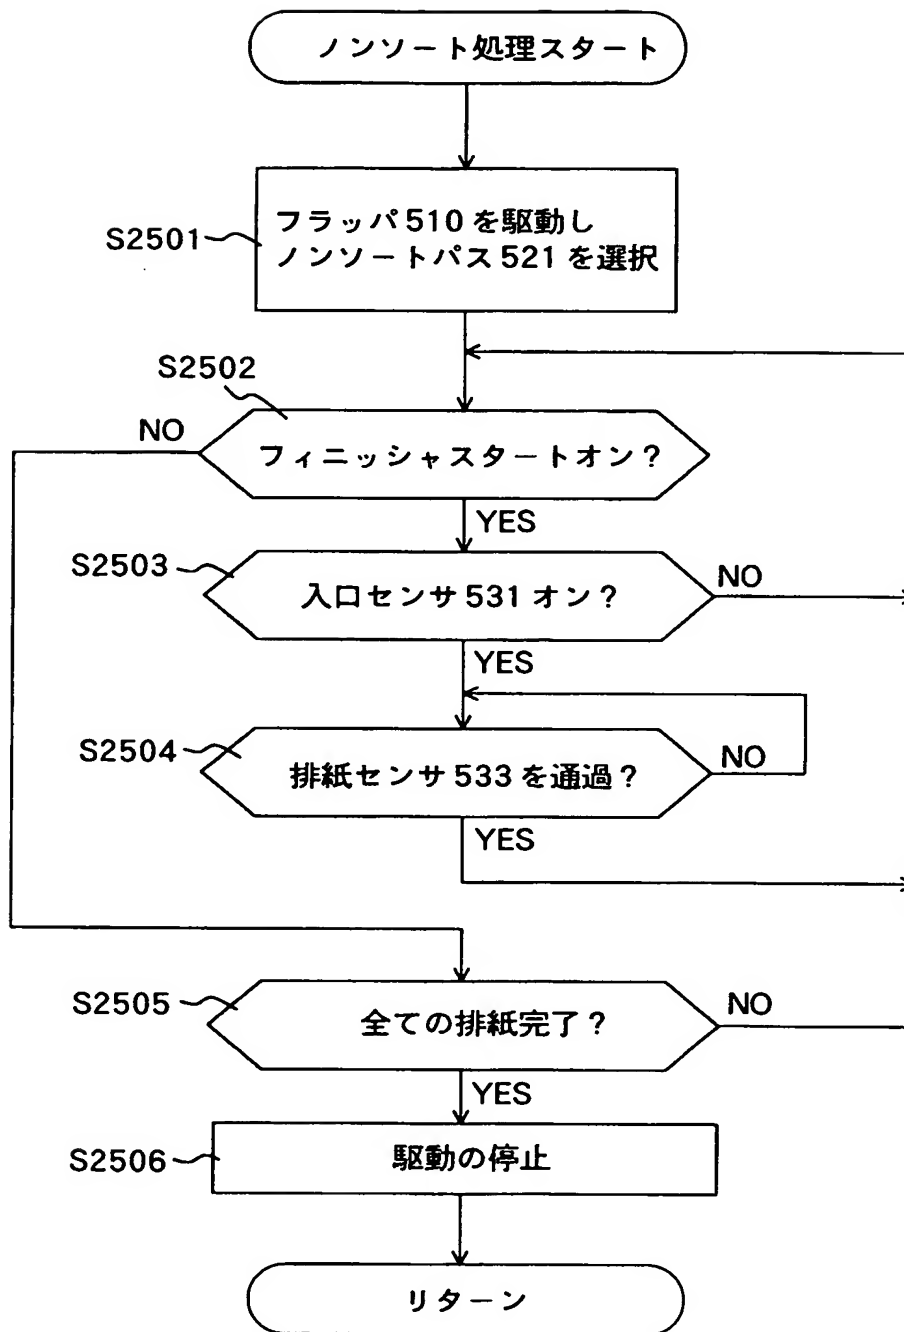 ノンソート処理スタート
S2501
フラッパ510を駆動し
ノンソートパス521を選択
S2502
NO
フィニッシャスタートオン?
YES
S2503
入口センサ531オン?
NO
YES
S2504
排紙センサ533を通過?
NO
YES
S2505
全ての排紙完了?
NO
YES
S2506
駆動の停止
リターン